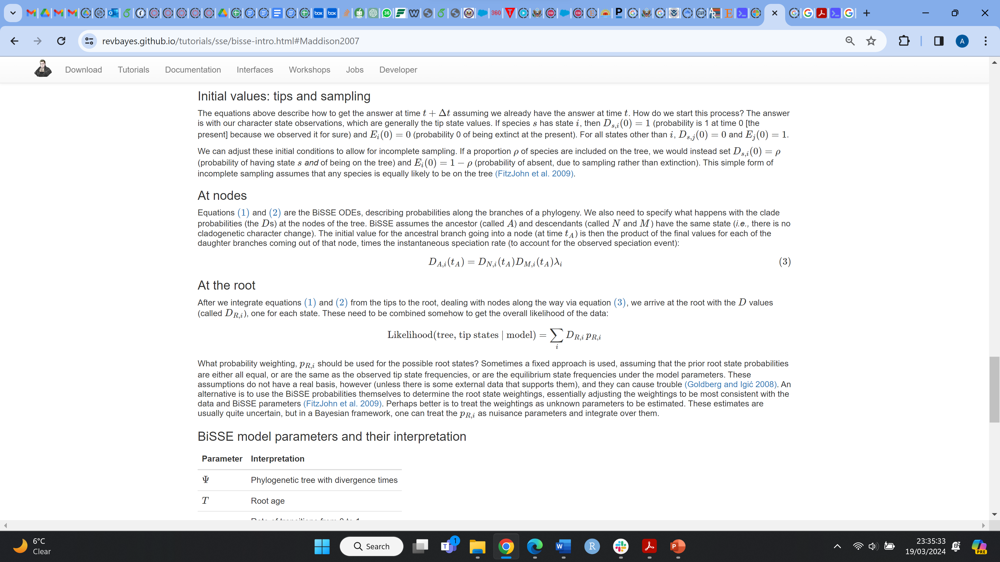 box
box
36
360
T
CGI
CGI
P
E
revbayes.github.io/tutorials/sse/bisse-intro.html#Maddison2007
A
Download Tutorials Documentation Interfaces Workshops Jobs Developer
Initial values: tips and sampling
The equations above describe how to get the answer at time t + Δt assuming we already have the answer at time t. How do we start this process? The answer
is with our character state observations, which are generally the tip state values. If species s has state i, then D_{s,i}(0) = 1 (probability is 1 at time 0 [the
present] because we observed it for sure) and E_i(0) = 0 (probability 0 of being extinct at the present). For all states other than i, D_{s,j}(0) = 0 and E_j(0) = 1.
We can adjust these initial conditions to allow for incomplete sampling. If a proportion ρ of species are included on the tree, we would instead set D_{s,i}(0) = ρ
(probability of having state s and of being on the tree) and E_i(0) = 1 − ρ (probability of absent, due to sampling rather than extinction). This simple form of
incomplete sampling assumes that any species is equally likely to be on the tree (FitzJohn et al. 2009).
At nodes
Equations (1) and (2) are the BiSSE ODEs, describing probabilities along the branches of a phylogeny. We also need to specify what happens with the clade
probabilities (the Ds) at the nodes of the tree. BiSSE assumes the ancestor (called A) and descendants (called N and M) have the same state (i.e., there is no
cladogenetic character change). The initial value for the ancestral branch going into a node (at time t_A) is then the product of the final values for each of the
daughter branches coming out of that node, times the instantaneous speciation rate (to account for the observed speciation event):
D_{A,i}(t_A) = D_{N,i}(t_A)D_{M,i}(t_A)λ_i (3)
At the root
After we integrate equations (1) and (2) from the tips to the root, dealing with nodes along the way via equation (3), we arrive at the root with the D values
(called D_{R,i}), one for each state. These need to be combined somehow to get the overall likelihood of the data:
Likelihood(tree, tip states | model) = ∑_i D_{R,i} p_{R,i}
What probability weighting, p_{R,i} should be used for the possible root states? Sometimes a fixed approach is used, assuming that the prior root state probabilities
are either all equal, or are the same as the observed tip state frequencies, or are the equilibrium state frequencies under the model parameters. These
assumptions do not have a real basis, however (unless there is some external data that supports them), and they can cause trouble (Goldberg and Igić 2008). An
alternative is to use the BiSSE probabilities themselves to determine the root state weightings, essentially adjusting the weightings to be most consistent with the
data and BiSSE parameters (FitzJohn et al. 2009). Perhaps better is to treat the weightings as unknown parameters to be estimated. These estimates are
usually quite uncertain, but in a Bayesian framework, one can treat the p_{R,i} as nuisance parameters and integrate over them.
BiSSE model parameters and their interpretation
Parameter Interpretation
Ψ Phylogenetic tree with divergence times
T Root age
Rate of transitions from 0 to 1
6°C
Clear
Search
1
T
W
R
P
23:35:33
19/03/2024
PRE